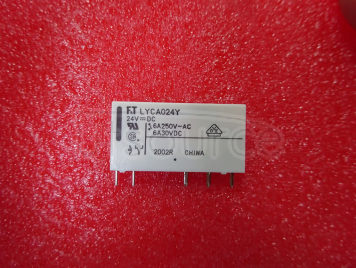 F&T LYCA024Y
24V⎓DC
6A250V~AC
6A30VDC
2002R CHINA